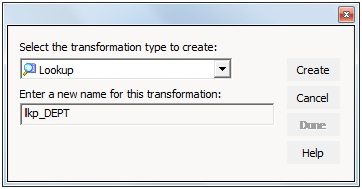 Select the transformation type to create:
Lookup
Create
Enter a new name for this transformation:
Cancel
lkp_DEPT
Done
Help